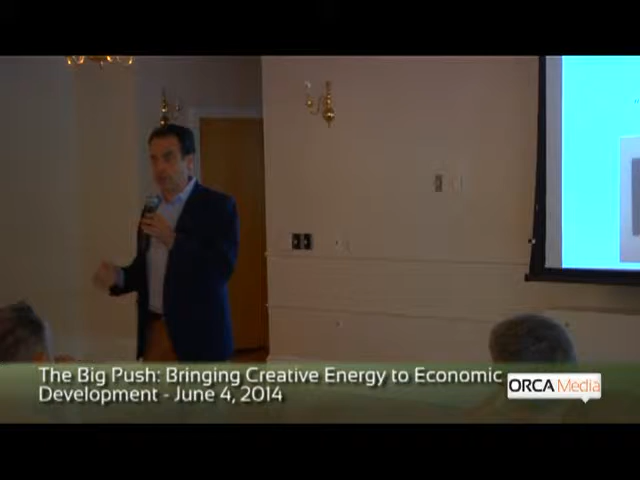 The Big Push: Bringing Creative Energy to Economic
Development - June 4, 2014
ORCA Media